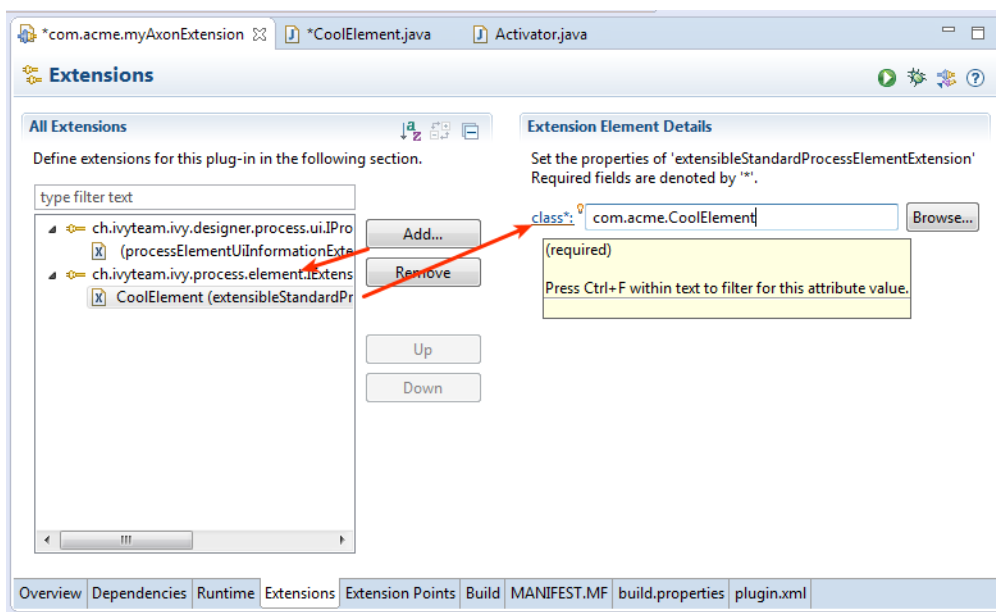 *com.acme.myAxonExtension *CoolElement.java Activator.java
Extensions
All Extensions
Define extensions for this plug-in in the following section.
type filter text
ch.ivyteam.ivy.designer.process.ui.IPro
(processElementUiInformationExte
ch.ivyteam.ivy.process.element.IExtens
CoolElement (extensibleStandardPr
Add...
Remove
Up
Down
Extension Element Details
Set the properties of 'extensibleStandardProcessElementExtension'
Required fields are denoted by '*'.
class*: com.acme.CoolElement Browse...
(required)
Press Ctrl+F within text to filter for this attribute value.
Overview Dependencies Runtime Extensions Extension Points Build MANIFEST.MF build.properties plugin.xml